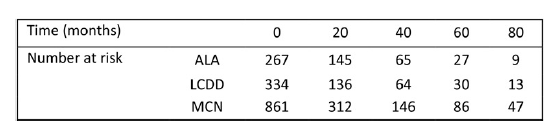 Time (months) 0 20 40 60 80
Number at risk ALA 267 145 65 27 9
LCDD 334 136 64 30 13
MCN 861 312 146 86 47